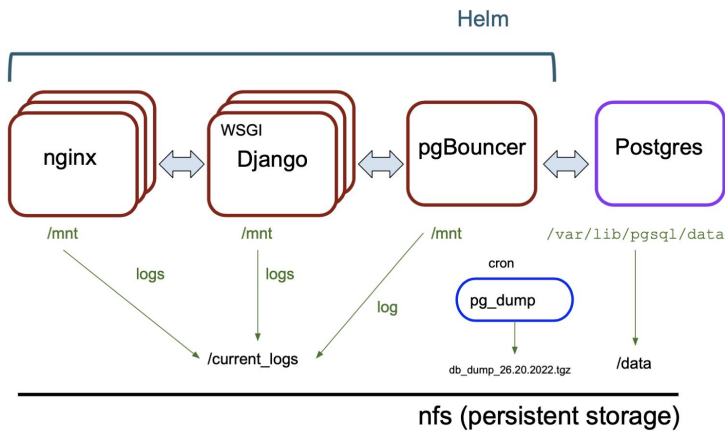 Helm
nginx
WSGI
Django
pgBouncer
Postgres
/mnt
/mnt
/mnt
/var/lib/pgsql/data
logs
logs
log
cron
pg_dump
/current_logs
db_dump_26.20.2022.tgz
/data
nfs (persistent storage)